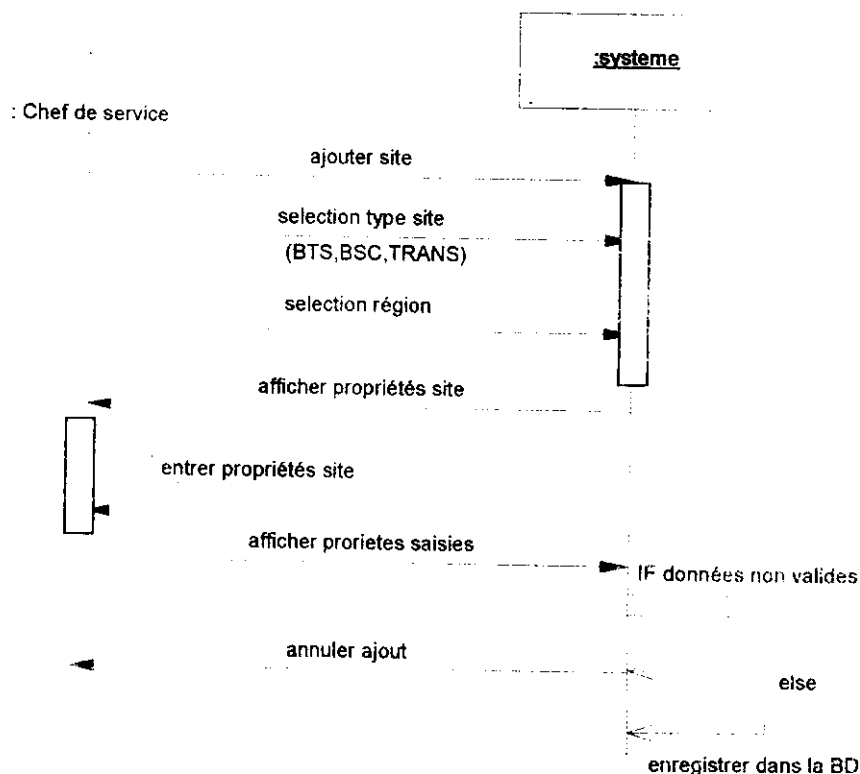 :systeme
: Chef de service
ajouter site
selection type site
(BTS,BSC,TRANS)
selection région
afficher propriétés site
entrer propriétés site
afficher prorietes saisies
IF données non valides
annuler ajout
else
enregistrer dans la BD